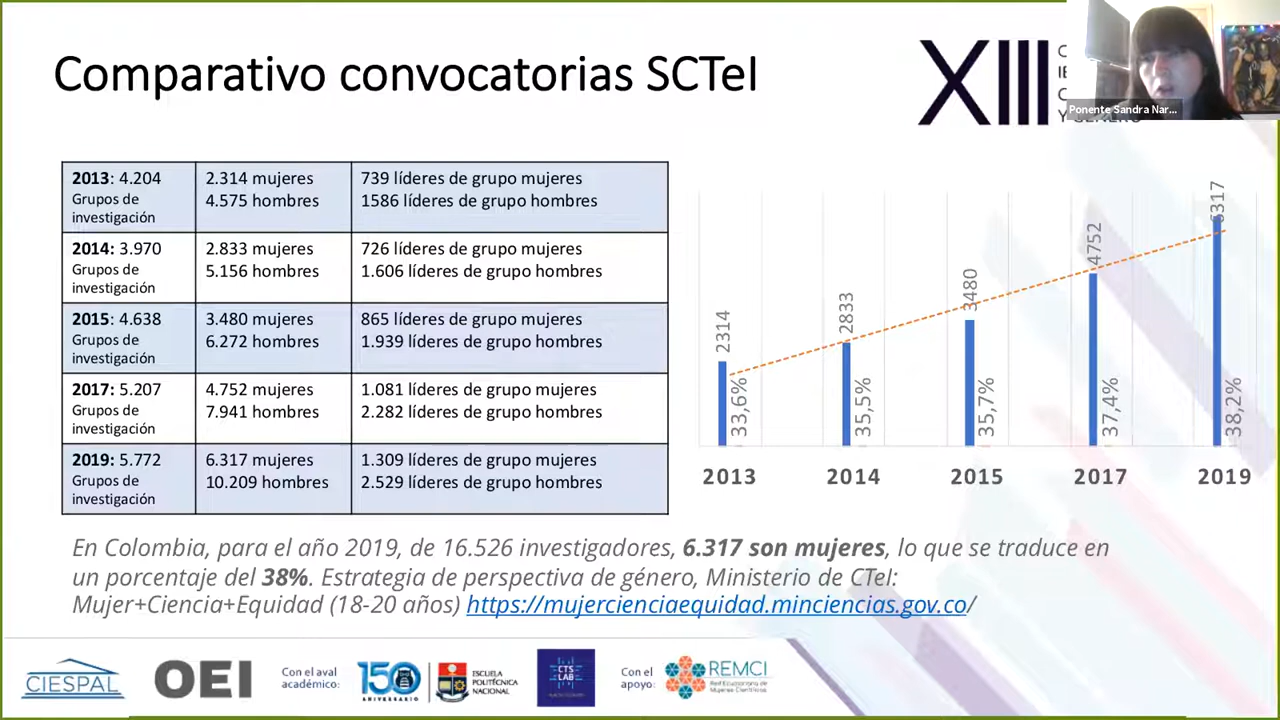 Comparativo convocatorias SCTeI
XIII
Ponente Sandra Nar...
2013: 4.204
Grupos de
investigación
2.314 mujeres
4.575 hombres
739 líderes de grupo mujeres
1586 líderes de grupo hombres
2014: 3.970
Grupos de
investigación
2.833 mujeres
5.156 hombres
726 líderes de grupo mujeres
1.606 líderes de grupo hombres
2015: 4.638
Grupos de
investigación
3.480 mujeres
6.272 hombres
865 líderes de grupo mujeres
1.939 líderes de grupo hombres
2017: 5.207
Grupos de
investigación
4.752 mujeres
7.941 hombres
1.081 líderes de grupo mujeres
2.282 líderes de grupo hombres
2019: 5.772
Grupos de
investigación
6.317 mujeres
10.209 hombres
1.309 líderes de grupo mujeres
2.529 líderes de grupo hombres
2314
2833
3480
4752
6317
33,6%
35,5%
35,7%
37,4%
38,2%
2013 2014 2015 2017 2019
En Colombia, para el año 2019, de 16.526 investigadores, 6.317 son mujeres, lo que se traduce en
un porcentaje del 38%. Estrategia de perspectiva de género, Ministerio de CTeI:
Mujer+Ciencia+Equidad (18-20 años) https://mujercienciaequidad.minciencias.gov.co/
CIESPAL
OEI
Con el aval
académico:
150
ANIVERSARIO
ESCUELA
POLITÉCNICA
NACIONAL
CTS
LAB
Con el
apoyo:
REMCI
Red Ecuatoriana de
Mujeres Científicas